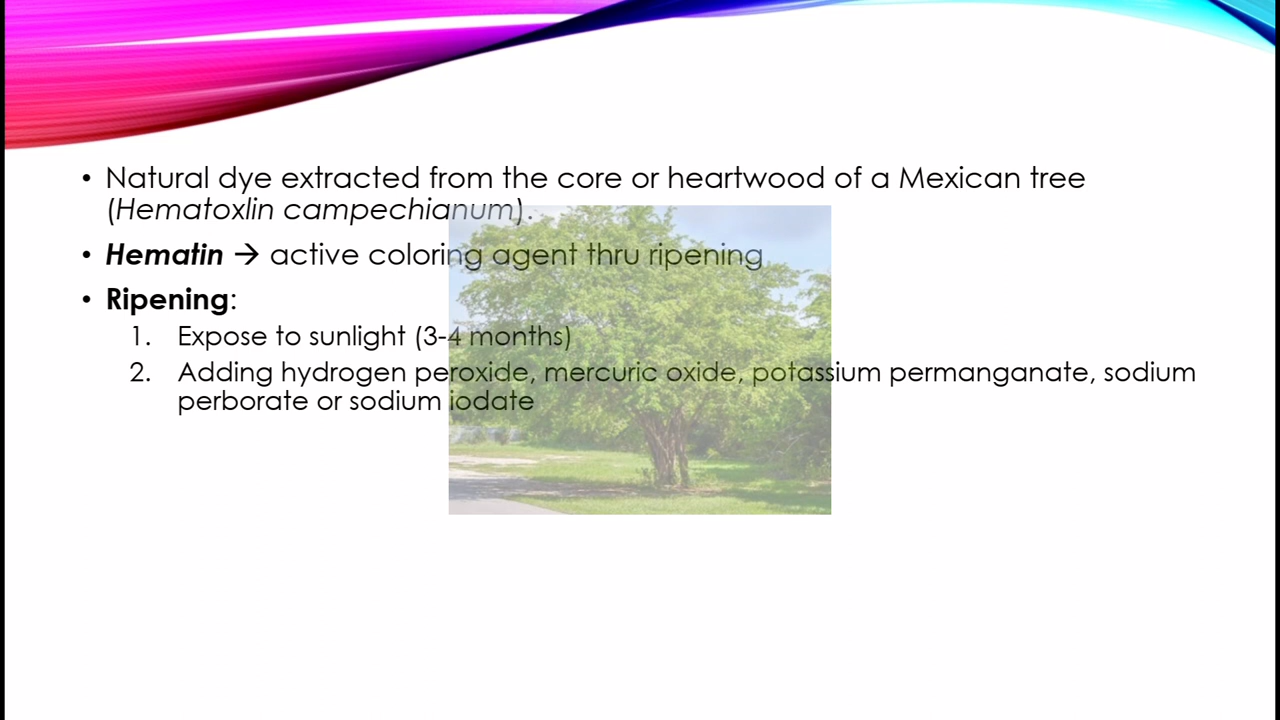 • Natural dye extracted from the core or heartwood of a Mexican tree
(Hematoxlin campechianum).
• Hematin → active coloring agent thru ripening
• Ripening:
1. Expose to sunlight (3-4 months)
2. Adding hydrogen peroxide, mercuric oxide, potassium permanganate, sodium
perborate or sodium iodate